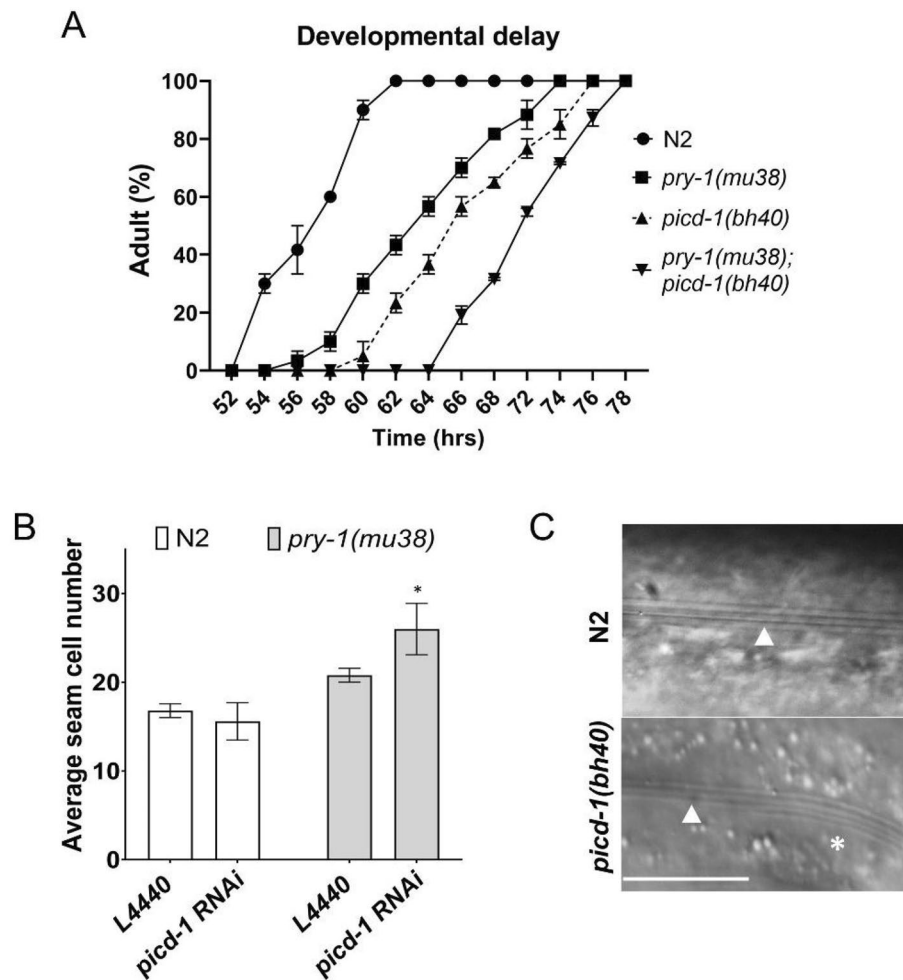 A
Developmental delay
Adult (%)
100
80
60
40
20
0
52 54 56 58 60 62 64 66 68 72 74 76 78
Time (hrs)
N2
pry-1(mu38)
picd-1(bh40)
pry-1(mu38);
picd-1(bh40)
B
N2 pry-1(mu38)
Average seam cell number
30
20
10
0
*
L4440 picd-1 RNAi L4440 picd-1 RNAi
C
N2
picd-1(bh40)
*